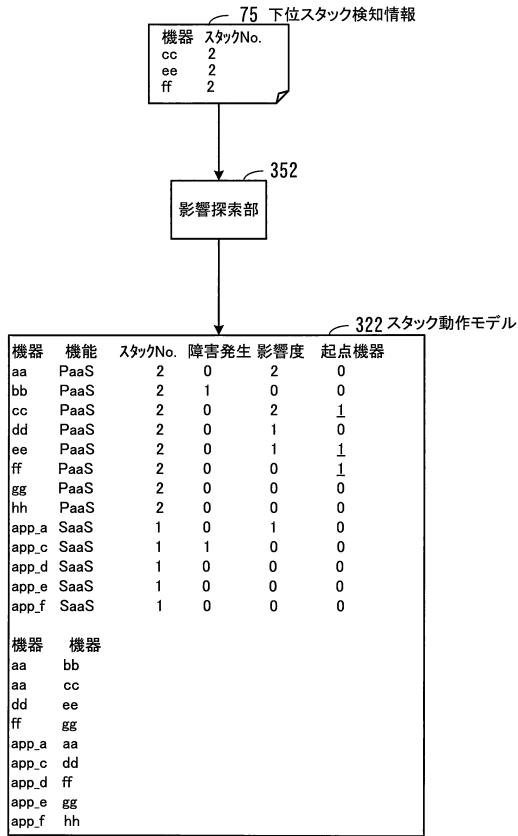 75 下位スタック検知情報
機器 スタックNo.
cc 2
ee 2
ff 2
352
影響探索部
322 スタック動作モデル
機器 機能 スタックNo. 障害発生 影響度 起点機器
aa PaaS 2 0 2 0
bb PaaS 2 1 0 0
cc PaaS 2 0 2 1
dd PaaS 2 0 1 0
ee PaaS 2 0 1 1
ff PaaS 2 0 0 1
gg PaaS 2 0 0 0
hh PaaS 2 0 0 0
app_a SaaS 1 0 1 0
app_c SaaS 1 1 0 0
app_d SaaS 1 0 0 0
app_e SaaS 1 0 0 0
app_f SaaS 1 0 0 0
機器 機器
aa bb
aa cc
dd ee
ff gg
app_a aa
app_c dd
app_d ff
app_e gg
app_f hh